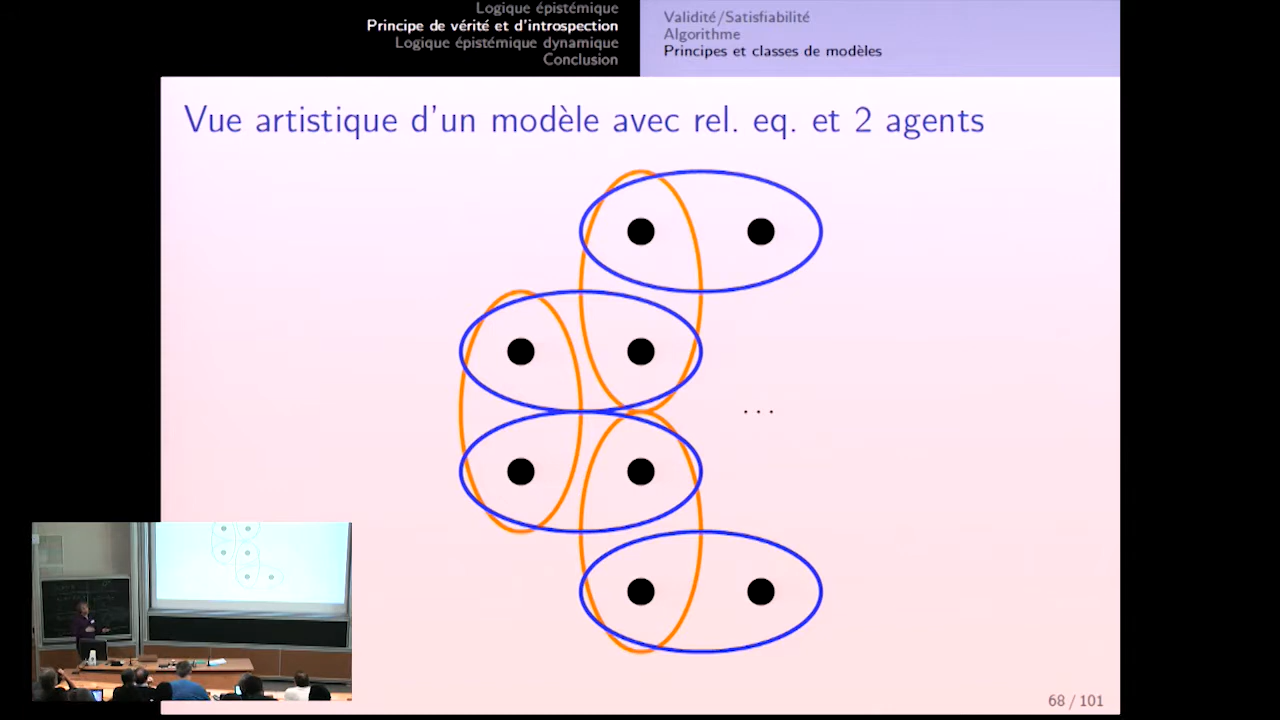 Logique épistémique
Principe de vérité et d'introspection
Logique épistémique dynamique
Conclusion
Validité/Satisfiabilité
Algorithme
Principes et classes de modèles
Vue artistique d'un modèle avec rel. eq. et 2 agents
...
68 / 101